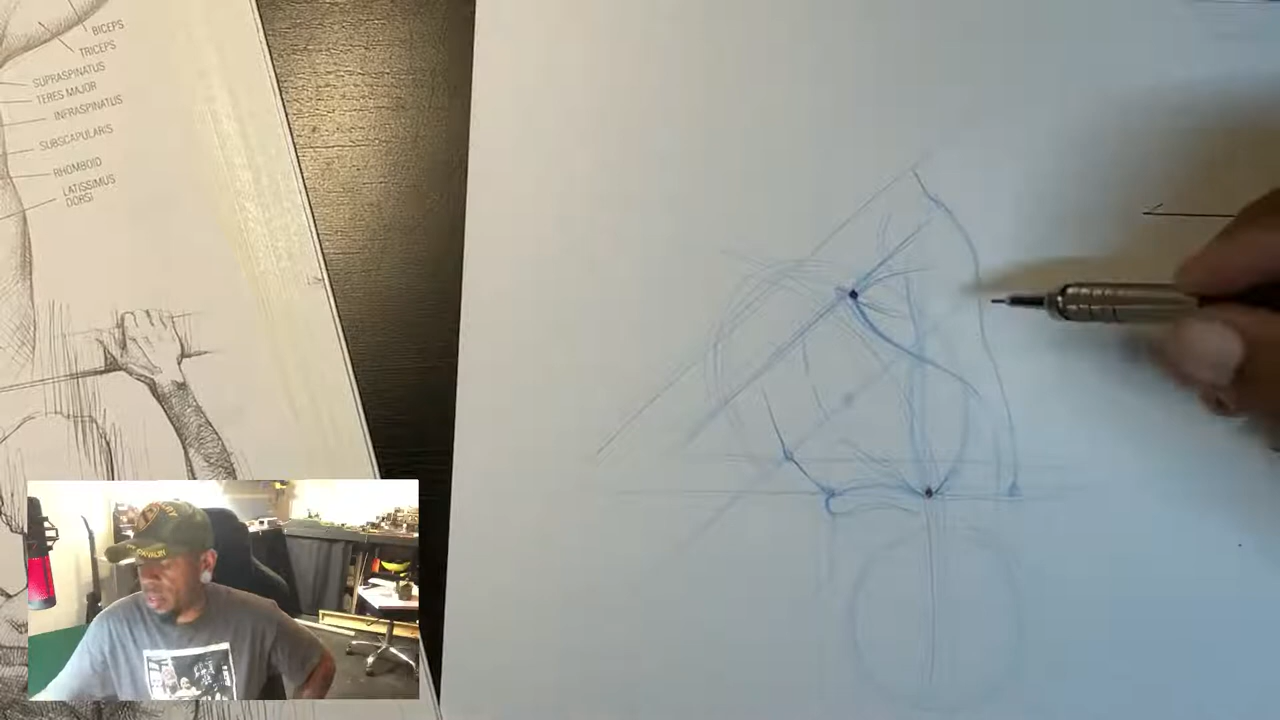 BICEPS
TRICEPS
SUPRASPINATUS
TERES MAJOR
INFRASPINATUS
SUBSCAPULARIS
RHOMBOID
LATISSIMUS
DORSI